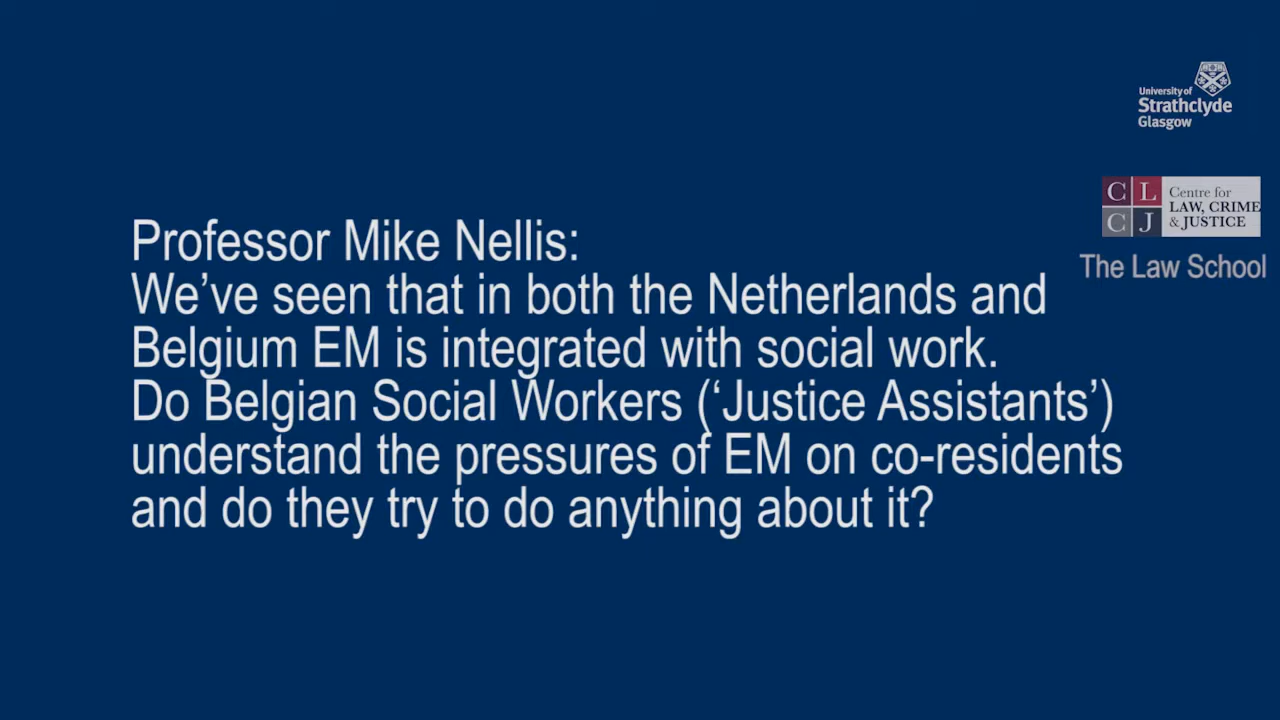 University of
Strathclyde
Glasgow
C L
C J
Centre for
LAW, CRIME
& JUSTICE
The Law School
Professor Mike Nellis:
We’ve seen that in both the Netherlands and
Belgium EM is integrated with social work.
Do Belgian Social Workers (‘Justice Assistants’)
understand the pressures of EM on co-residents
and do they try to do anything about it?